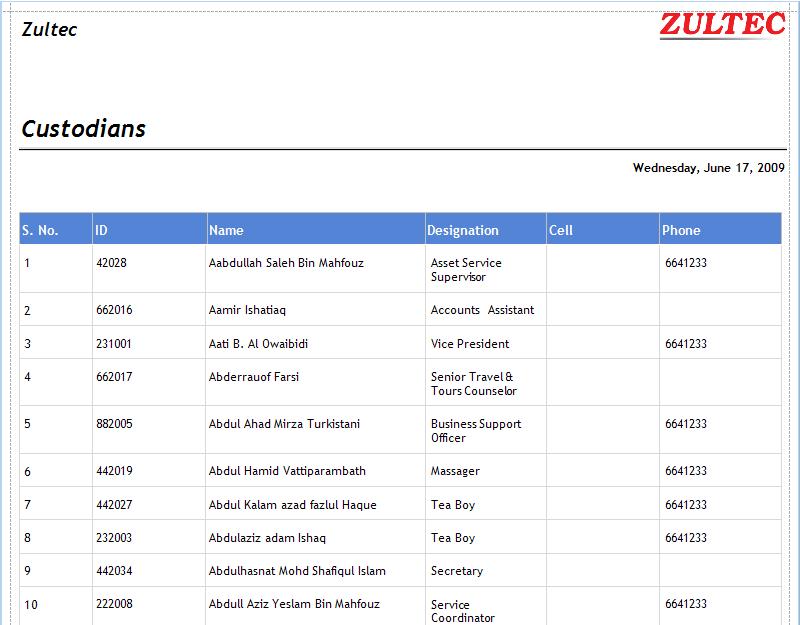 Zultec
ZULTEC
Custodians
Wednesday, June 17, 2009
S. No. ID Name Designation Cell Phone
1 42028 Aabdullah Saleh Bin Mahfouz Asset Service 6641233
Supervisor
2 662016 Aamir Ishatiaq Accounts Assistant
3 231001 Aati B. Al Owaibidi Vice President 6641233
4 662017 Abderrauof Farsi Senior Travel &
Tours Counselor
5 882005 Abdul Ahad Mirza Turkistani Business Support 6641233
Officer
6 442019 Abdul Hamid Vattiparambath Massager 6641233
7 442027 Abdul Kalam azad fazlul Haque Tea Boy 6641233
8 232003 Abdulaziz adam Ishaq Tea Boy 6641233
9 442034 Abdulhasnat Mohd Shafiqul Islam Secretary
10 222008 Abdull Aziz Yeslam Bin Mahfouz Service 6641233
Coordinator